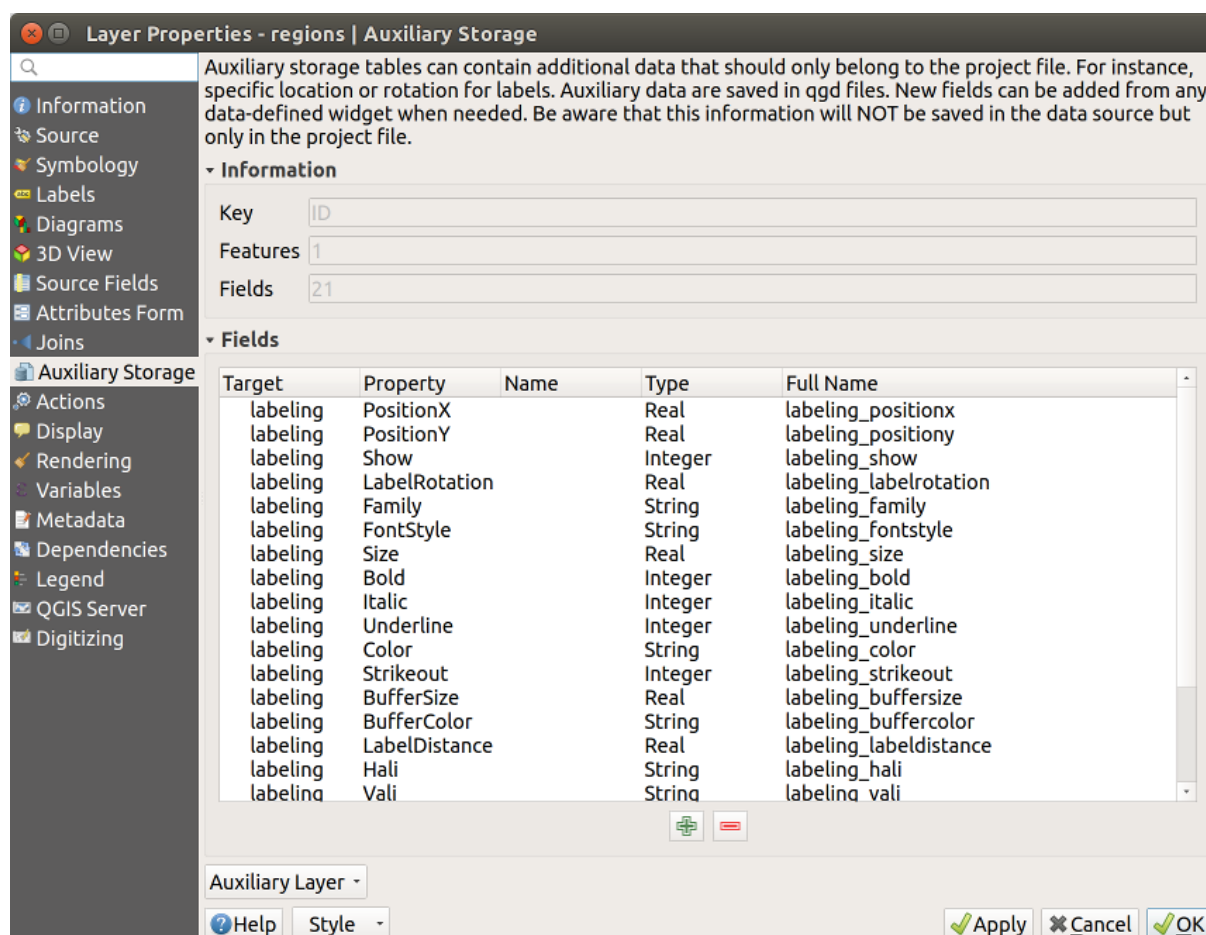 Layer Properties - regions | Auxiliary Storage
Information
Source
Symbology
Labels
Diagrams
3D View
Source Fields
Attributes Form
Joins
Auxiliary Storage
Actions
Display
Rendering
Variables
Metadata
Dependencies
Legend
QGIS Server
Digitizing
Auxiliary storage tables can contain additional data that should only belong to the project file. For instance,
specific location or rotation for labels. Auxiliary data are saved in qgd files. New fields can be added from any
data-defined widget when needed. Be aware that this information will NOT be saved in the data source but
only in the project file.
Information
Key ID
Features 1
Fields 21
Fields
Target Property Name Type Full Name
labeling PositionX Real labeling_positionx
labeling PositionY Real labeling_positiony
labeling Show Integer labeling_show
labeling LabelRotation Real labeling_labelrotation
labeling Family String labeling_family
labeling FontStyle String labeling_fontstyle
labeling Size Real labeling_size
labeling Bold Integer labeling_bold
labeling Italic Integer labeling_italic
labeling Underline Integer labeling_underline
labeling Color String labeling_color
labeling Strikeout Integer labeling_strikeout
labeling BufferSize Real labeling_buffersize
labeling BufferColor String labeling_buffercolor
labeling LabelDistance Real labeling_labeldistance
labeling Hali String labeling_hali
labeling Vali String labeling_vali
Auxiliary Layer
Help Style Apply Cancel OK